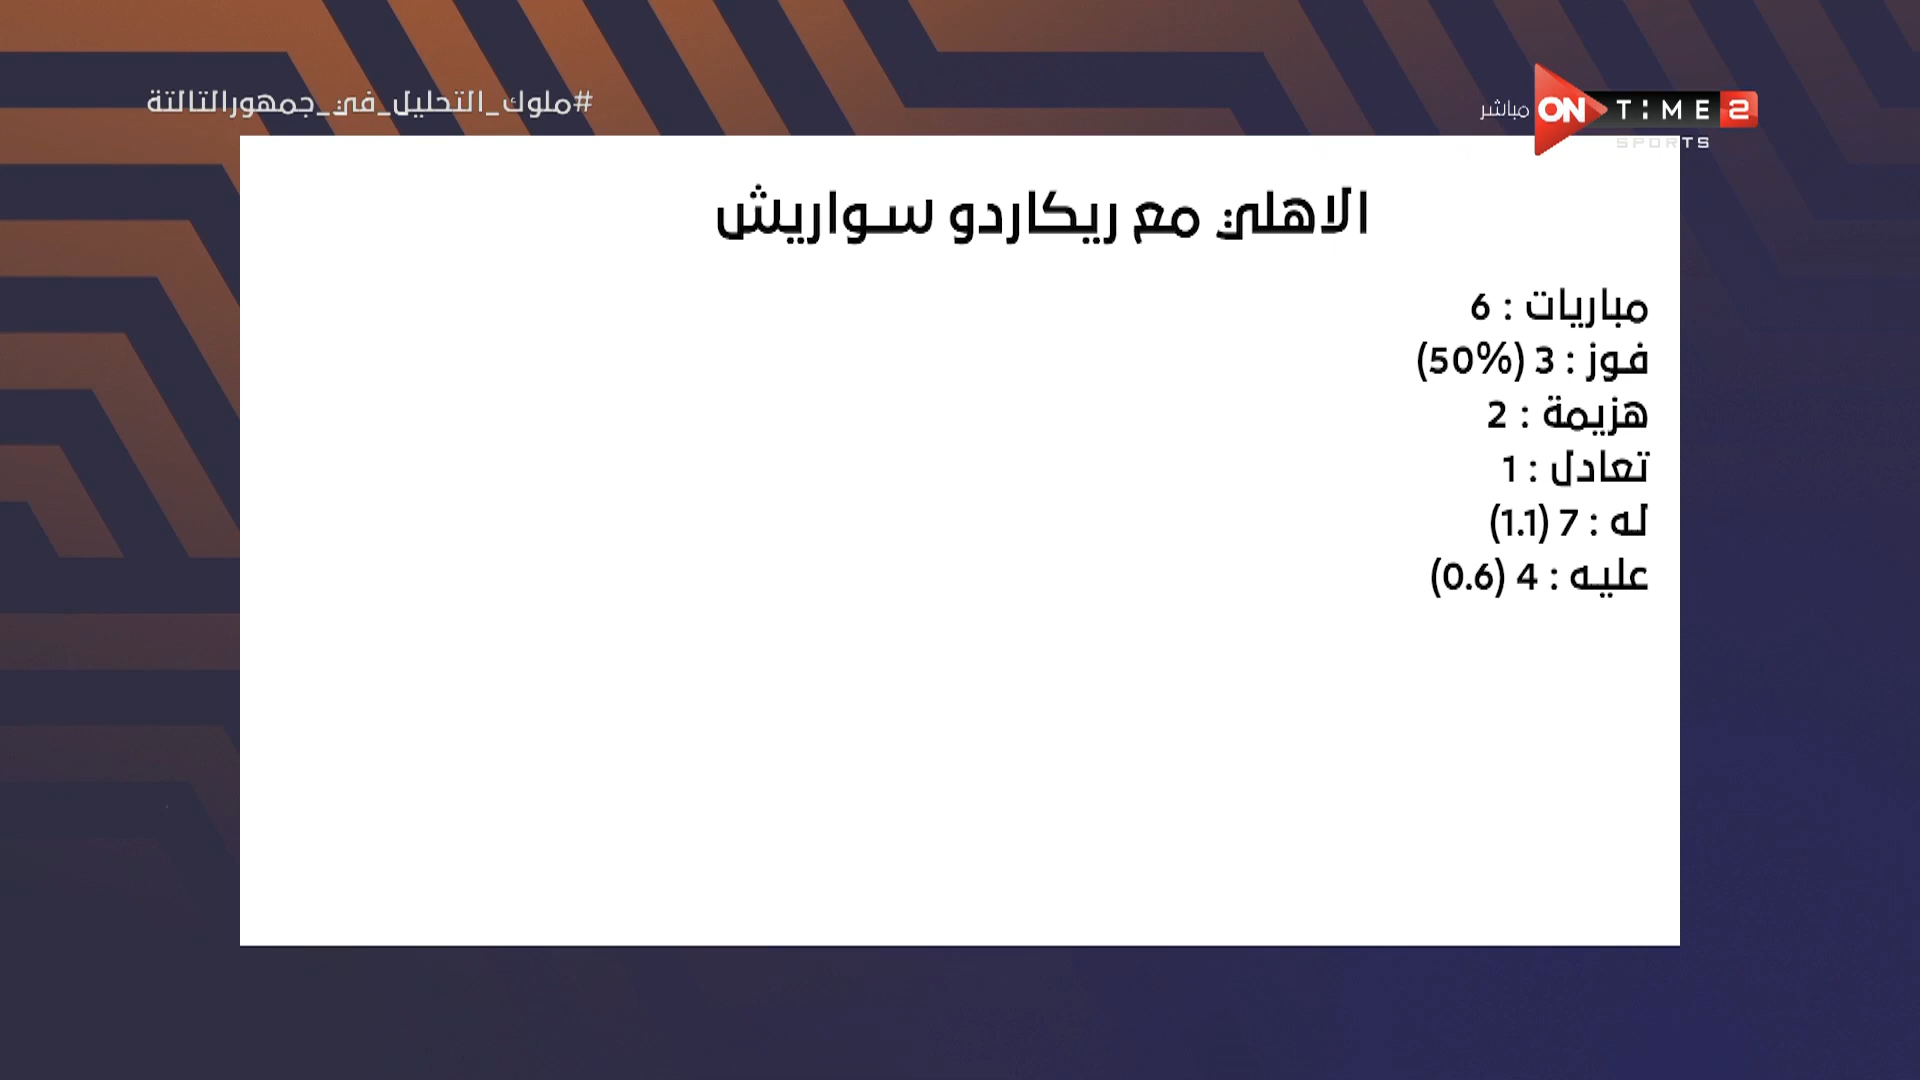 #ملوك_التحليل_في_جمهورالتالتة
مباشر ON TIME 2
SPORTS
الاهلي مع ريكاردو سواريش
مباريات : 6
فوز : 3 (50%)
هزيمة : 2
تعادل : 1
له : 7 (1.1)
عليه : 4 (0.6)